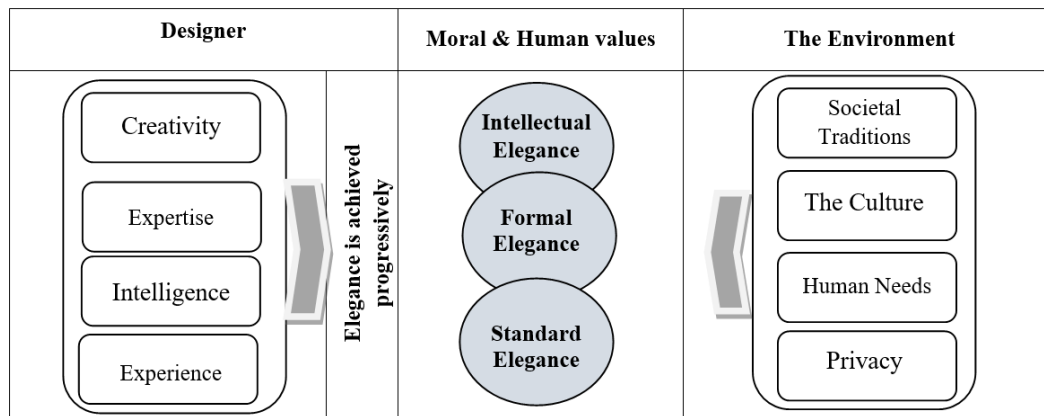 Designer
Moral & Human values
The Environment
Creativity
Expertise
Intelligence
Experience
Elegance is achieved
progressively
Intellectual
Elegance
Formal
Elegance
Standard
Elegance
Societal
Traditions
The Culture
Human Needs
Privacy